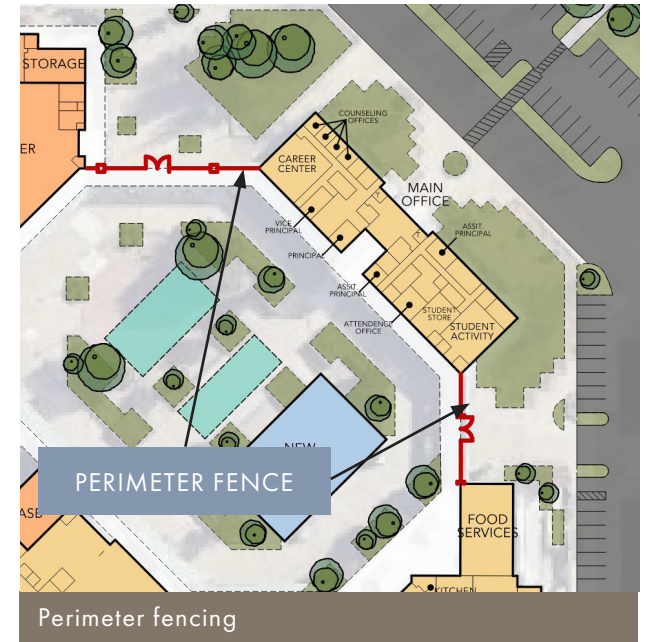 STORAGE
ER
COUNSELING
OFFICES
CAREER
CENTER
MAIN
OFFICE
VICE
PRINCIPAL
ASSIT.
PRINCIPAL
PRINCIPAL
ASSIT.
PRINCIPAL
STUDENT
STORE
ATTENDENCE
OFFICE
STUDENT
ACTIVITY
NEW
PERIMETER FENCE
ASB
FOOD
SERVICES
KITCHEN
Perimeter fencing